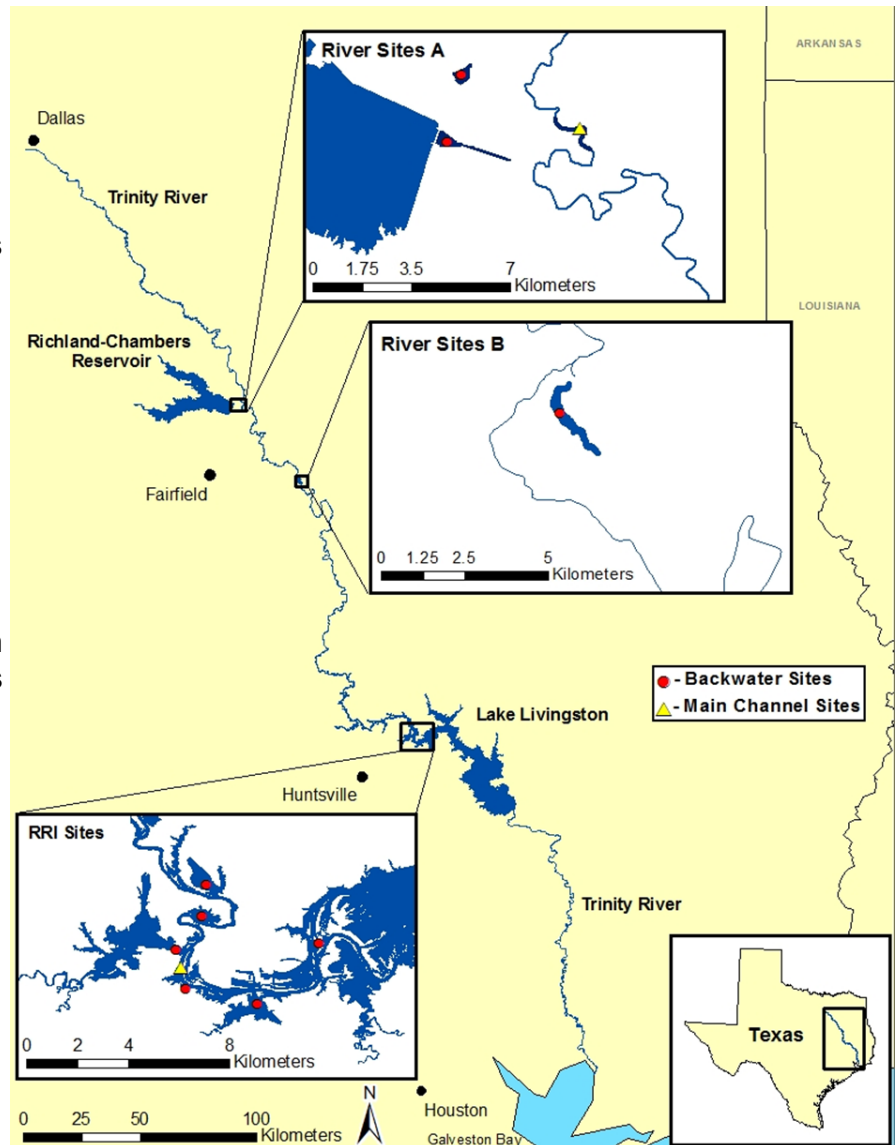 River Sites A
0 1.75 3.5 7
Kilometers
ARKANSAS
Dallas
Trinity River
s
LOUISIANA
Richland-Chambers
Reservoir
River Sites B
0 1.25 2.5 5
Kilometers
Fairfield
s
- Backwater Sites
- Main Channel Sites
Lake Livingston
Huntsville
RRI Sites
0 2 4 8
Kilometers
Trinity River
Texas
N
Houston
0 25 50 100
Kilometers
Galveston Bay